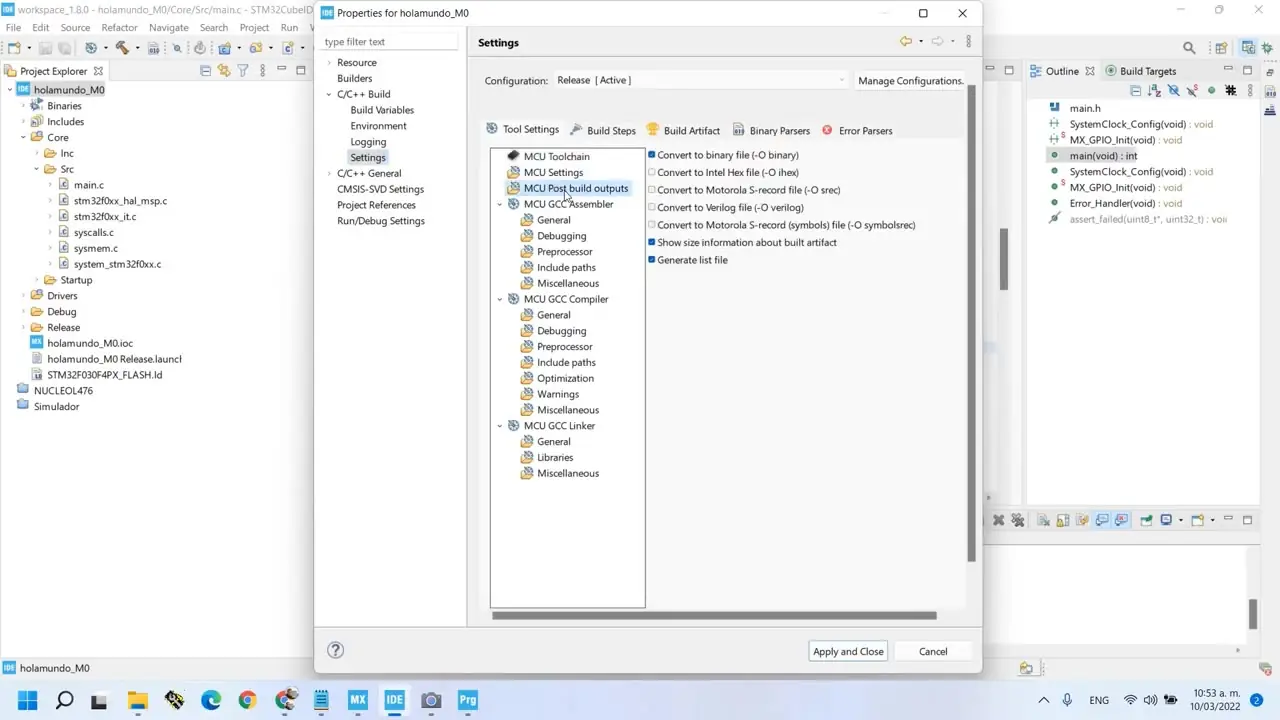 workspace_1.8.0 - holamundo_M0/Core/Src/main.c - STM32CubeID
File Edit Source Refactor Navigate Search Project Run
Project Explorer
holamundo_M0
Binaries
Includes
Core
Inc
Src
main.c
stm32f0xx_hal_msp.c
stm32f0xx_it.c
syscalls.c
sysmem.c
system_stm32f0xx.c
Startup
Drivers
Debug
Release
holamundo_M0.ioc
holamundo_M0 Release.launch
STM32F030F4PX_FLASH.ld
NUCLEOL476
Simulador
IDE Properties for holamundo_M0
type filter text
Resource
Builders
C/C++ Build
Build Variables
Environment
Logging
Settings
C/C++ General
CMSIS-SVD Settings
Project References
Run/Debug Settings
Settings
Configuration: Release [ Active ] Manage Configurations.
Tool Settings Build Steps Build Artifact Binary Parsers Error Parsers
MCU Toolchain
MCU Settings
MCU Post build outputs
MCU GCC Assembler
General
Debugging
Preprocessor
Include paths
Miscellaneous
MCU GCC Compiler
General
Debugging
Preprocessor
Include paths
Optimization
Warnings
Miscellaneous
MCU GCC Linker
General
Libraries
Miscellaneous
Convert to binary file (-O binary)
Convert to Intel Hex file (-O ihex)
Convert to Motorola S-record file (-O srec)
Convert to Verilog file (-O verilog)
Convert to Motorola S-record (symbols) file (-O symbolsrec)
Show size information about built artifact
Generate list file
Apply and Close Cancel
Outline Build Targets
main.h
SystemClock_Config(void) : void
MX_GPIO_Init(void) : void
main(void) : int
SystemClock_Config(void) : void
MX_GPIO_Init(void) : void
Error_Handler(void) : void
assert_failed(uint8_t*, uint32_t) : voi
IDE holamundo_M0
MX IDE Prg
ENG
10:53 a. m.
10/03/2022
2